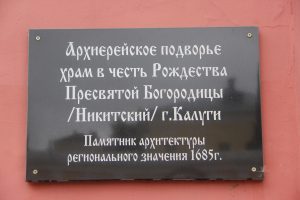 Архиерейское подворье
храм в честь Рождества
Пресвятой Богородицы
/Никитский/ г. Калуги
Памятник архитектуры
регионального значения 1685г.